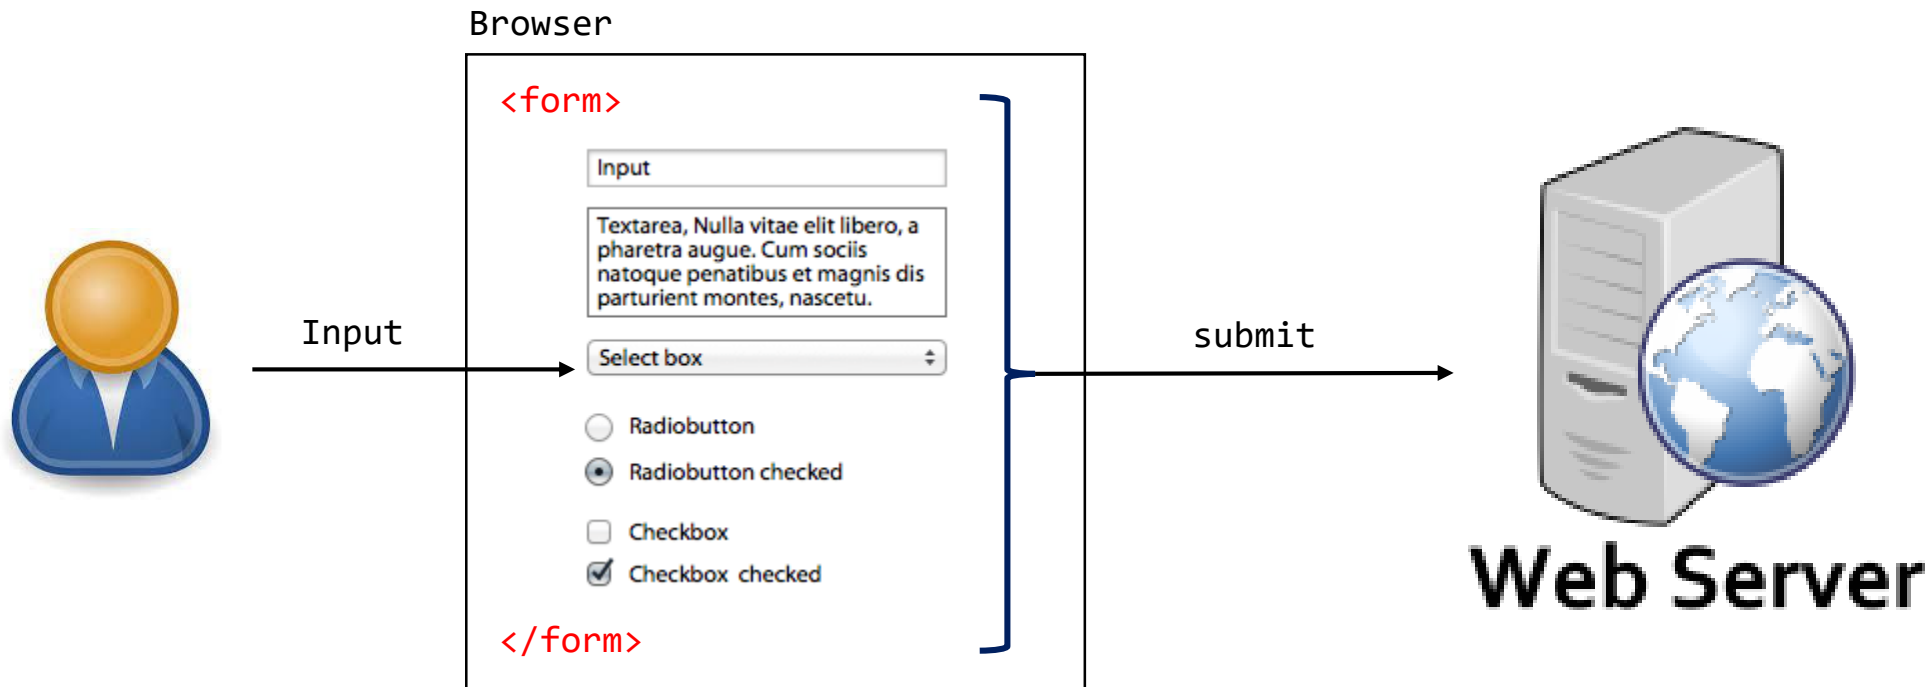 Browser
<form>
Input
Textarea, Nulla vitae elit libero, a
pharetra augue. Cum sociis
natoque penatibus et magnis dis
parturient montes, nascetu.
Input
submit
Select box
Radiobutton
Radiobutton checked
Checkbox
Checkbox checked
</form>
Web Server